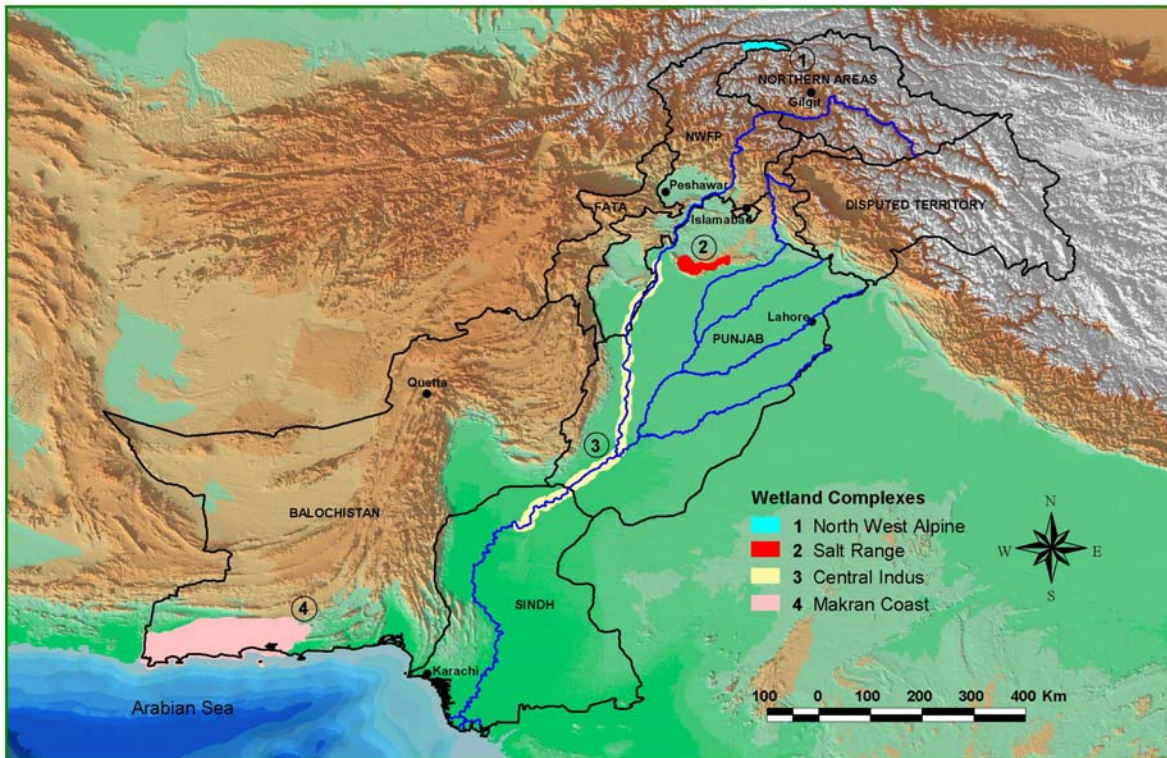 1
NORTHERN AREAS
Gilgit
NWFP
Peshawar
FATA
Islamabad
DISPUTED TERRITORY
2
Lahore
PUNJAB
Quetta
3
BALOCHISTAN
Wetland Complexes
1 North West Alpine
2 Salt Range
3 Central Indus
4 Makran Coast
N
W E
S
4
SINDH
Karachi
Arabian Sea
100 0 100 200 300 400 Km